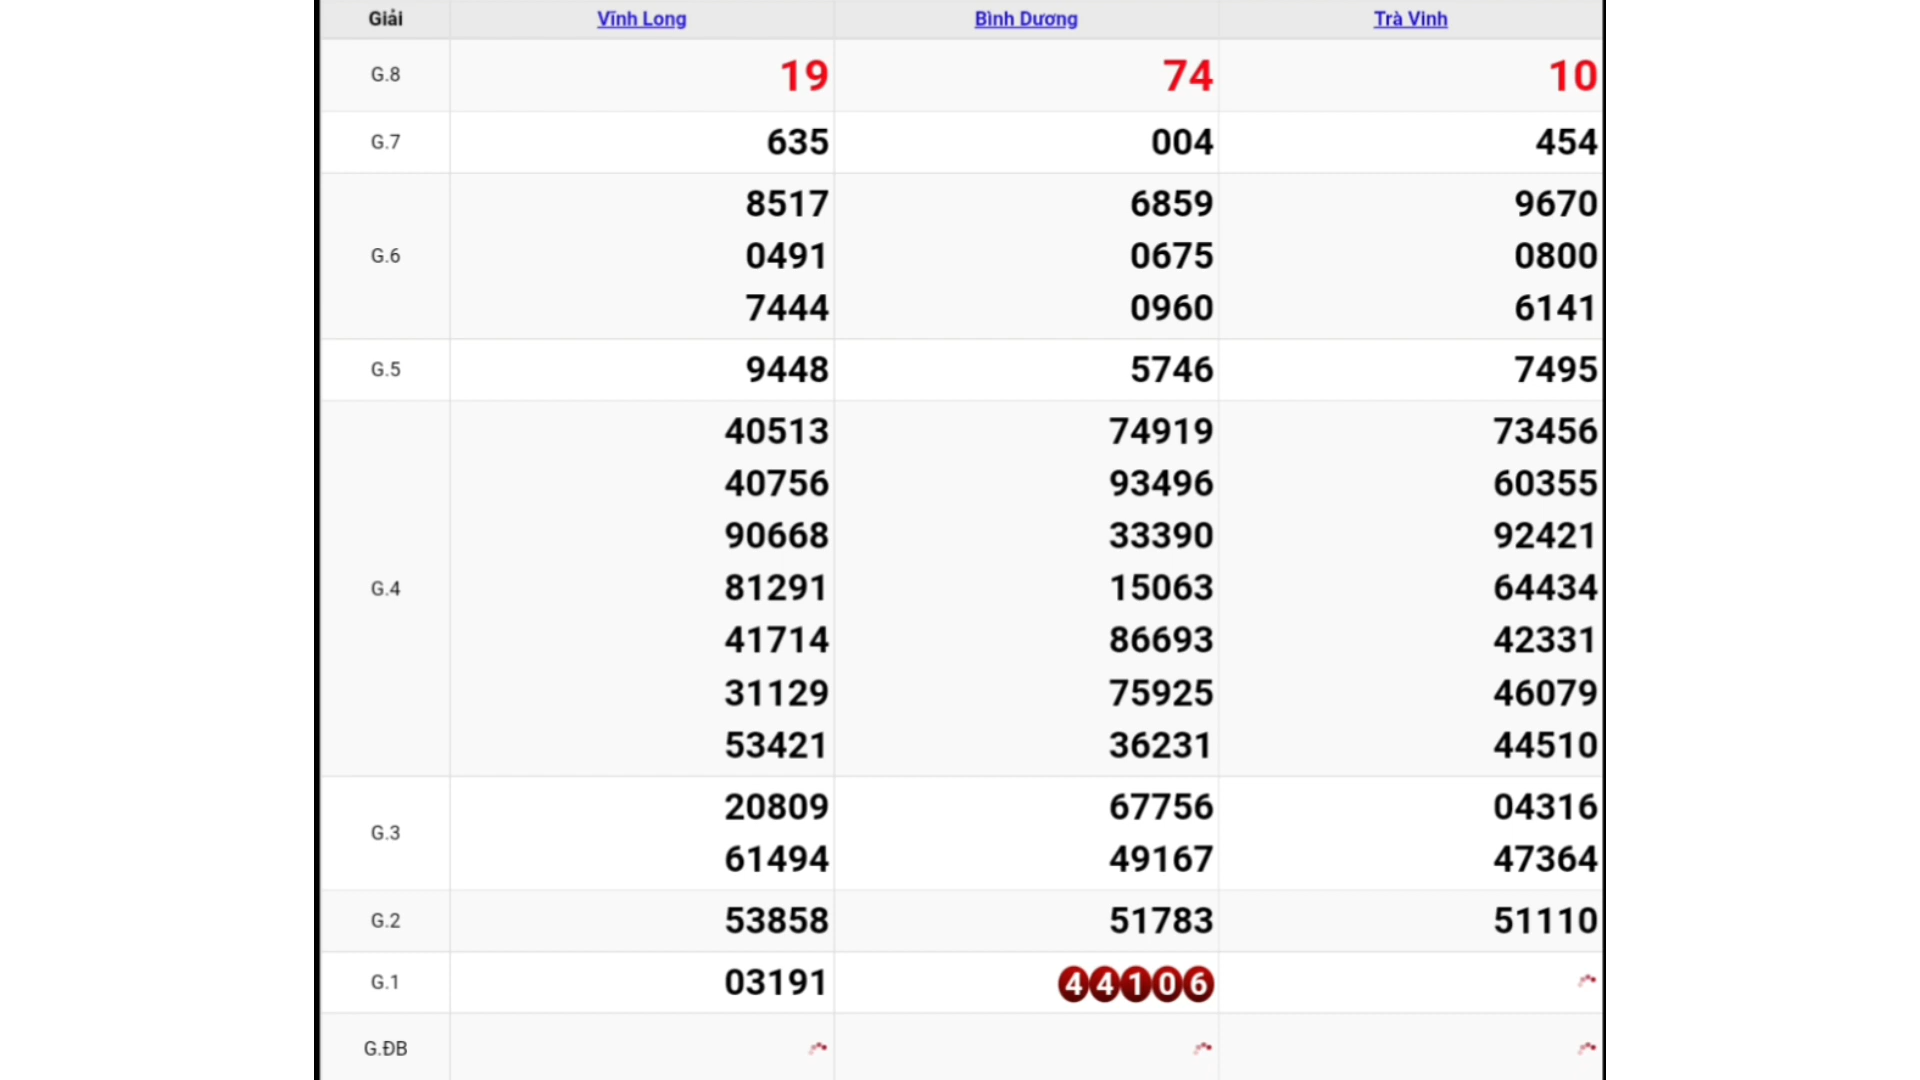 Giải Vĩnh Long Bình Dương Trà Vinh
G.8 19 74 10
G.7 635 004 454
8517 6859 9670
G.6 0491 0675 0800
7444 0960 6141
G.5 9448 5746 7495
40513 74919 73456
40756 93496 60355
90668 33390 92421
G.4 81291 15063 64434
41714 86693 42331
31129 75925 46079
53421 36231 44510
20809 67756 04316
G.3
61494 49167 47364
G.2 53858 51783 51110
G.1 03191 44106
G.ĐB